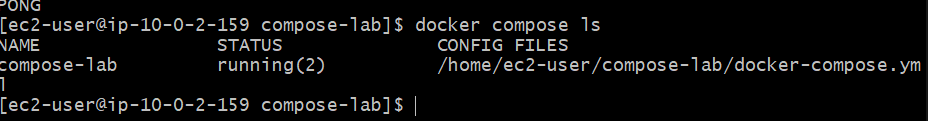 PONG
[ec2-user@ip-10-0-2-159 compose-lab]$ docker compose ls
NAME                STATUS              CONFIG FILES
compose-lab         running(2)          /home/ec2-user/compose-lab/docker-compose.ym
l
[ec2-user@ip-10-0-2-159 compose-lab]$